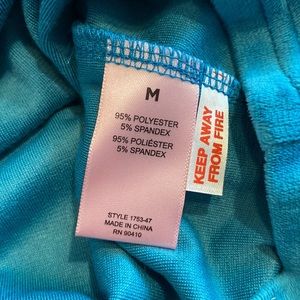 M
95% POLYESTER
5% SPANDEX
95% POLIÉSTER
5% SPANDEX
STYLE 1753-47
MADE IN CHINA
RN 90410
KEEP AWAY
FROM FIRE